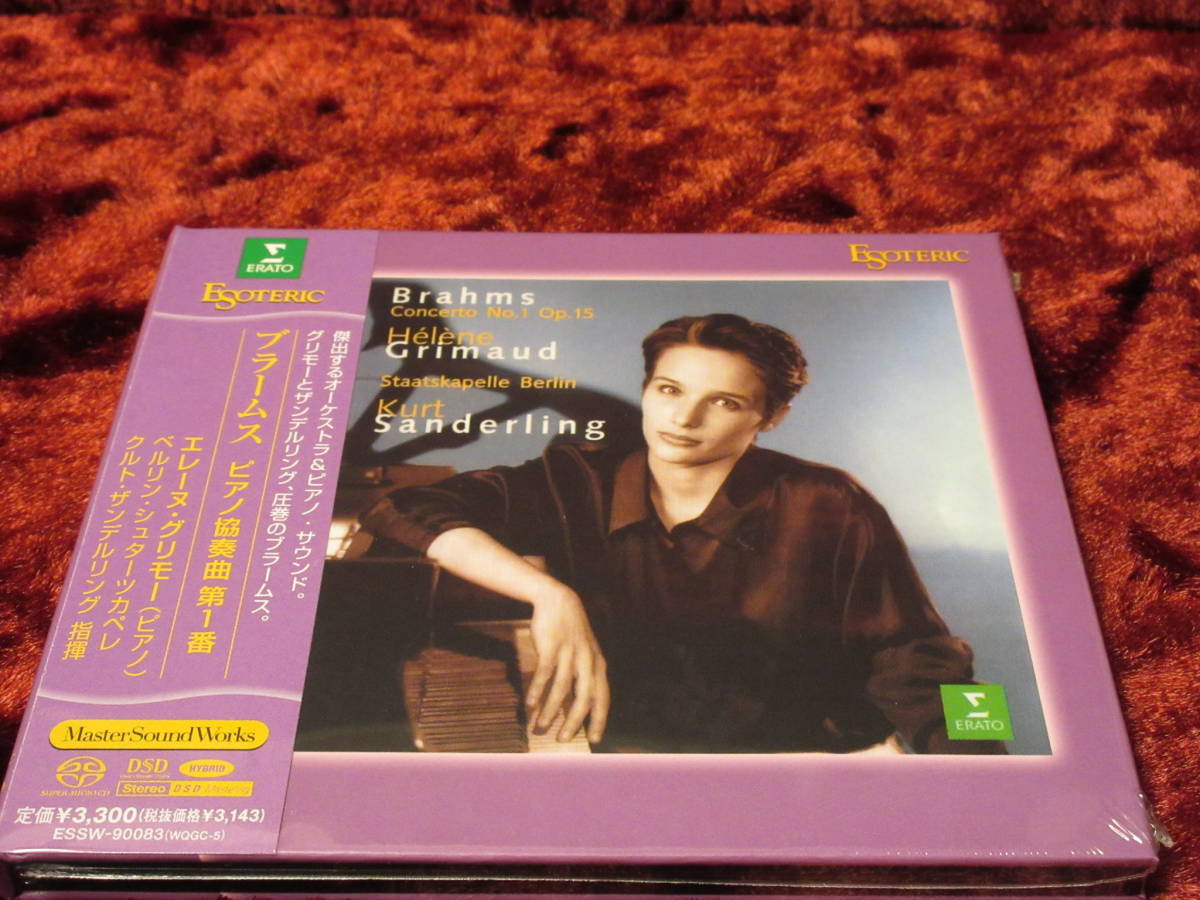 ERATO
ESOTERIC
傑出するオーケストラ&ピアノ・サウンド。
グリモーとザンデルリング、圧巻のブラームス。
ブラームス ピアノ協奏曲 第1番
エレーヌ・グリモー(ピアノ)
ベルリン・シュターツカペレ
クルト・ザンデルリング 指揮
MasterSoundWorks
SUPER AUDIO CD
DSD
Direct Stream Digital
HYBRID
Stereo DSD Mastering
定価¥3,300(税抜価格¥3,143)
ESSW-90083(WQGC-5)
ESOTERIC
Brahms
Concerto No.1 Op.15
Hélène
Grimaud
Staatskapelle Berlin
Kurt
Sanderling
ERATO